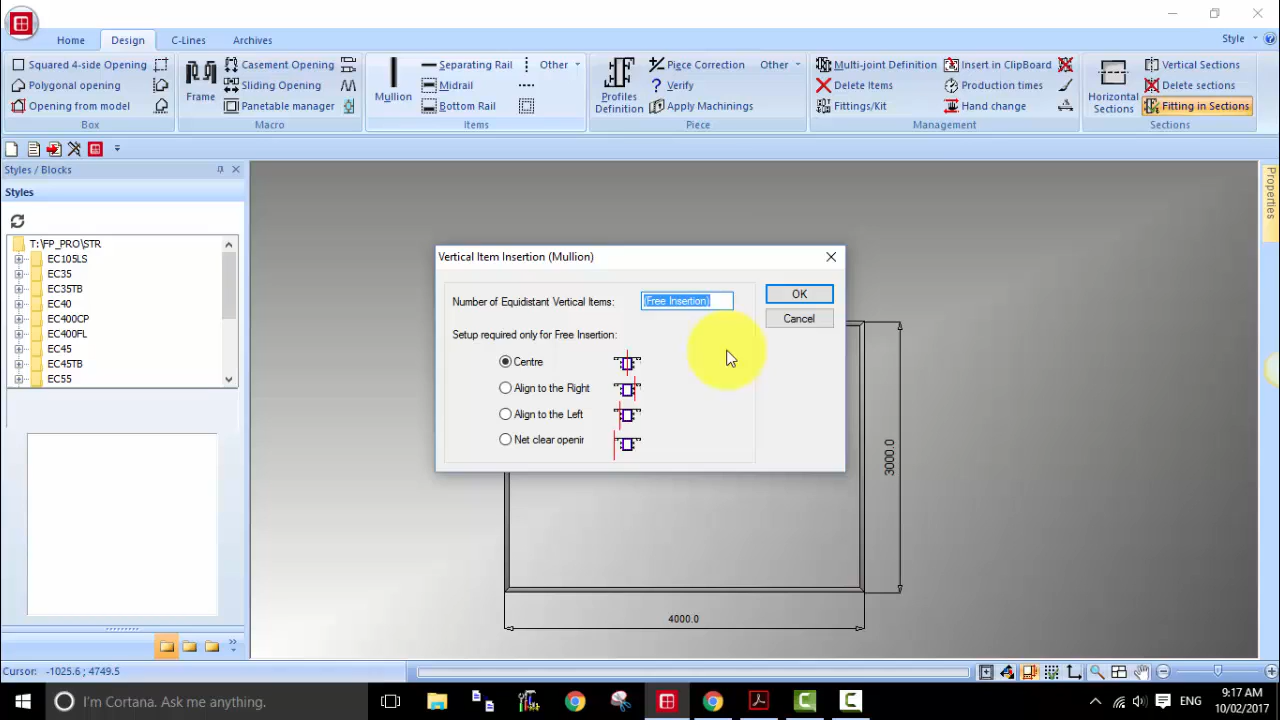 Style
Home
Design
C-Lines
Archives
Squared 4-side Opening
Polygonal opening
Opening from model
Box
Frame
Casement Opening
Sliding Opening
Panetable manager
Macro
Mullion
Separating Rail
Midrail
Bottom Rail
Other
Items
Profiles
Definition
Piece Correction
Verify
Apply Machinings
Other
Piece
Multi-joint Definition
Delete Items
Fittings/Kit
Insert in ClipBoard
Production times
Hand change
Management
Horizontal
Sections
Vertical Sections
Delete sections
Fitting in Sections
Sections
Styles / Blocks
Styles
T:\FP_PRO\STR
EC105LS
EC35
EC35TB
EC40
EC400CP
EC400FL
EC45
EC45TB
EC55
Properties
Vertical Item Insertion (Mullion)
Number of Equidistant Vertical Items:
(Free Insertion)
OK
Cancel
Setup required only for Free Insertion:
Centre
Align to the Right
Align to the Left
Net clear openir
3000.0
4000.0
Cursor: -1025.6 ; 4749.5
I'm Cortana. Ask me anything.
ENG
9:17 AM
10/02/2017